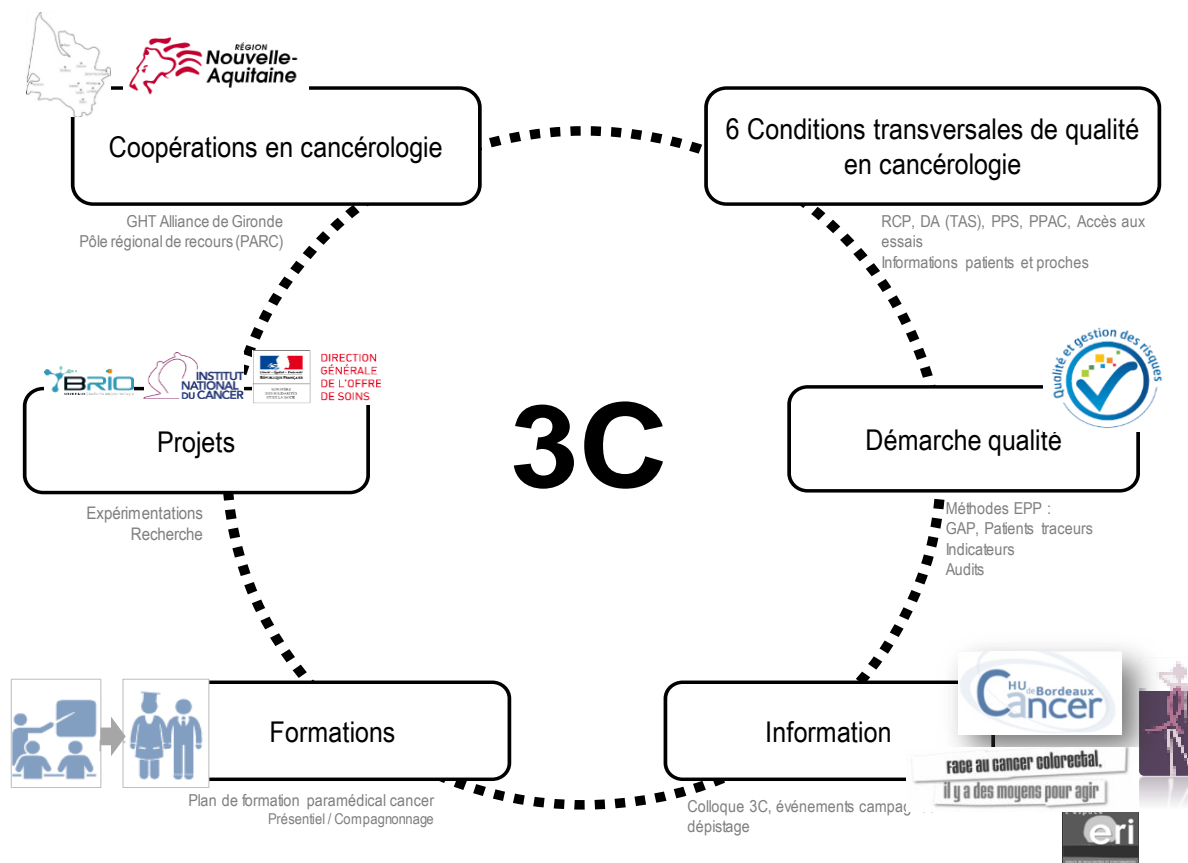 RÉGION
Nouvelle-
Aquitaine
Coopérations en cancérologie
GHT Alliance de Gironde
Pôle régional de recours (PARC)
6 Conditions transversales de qualité
en cancérologie
RCP, DA (TAS), PPS, PPAC, Accès aux
essais
Informations patients et proches
BRIO
INSTITUT
NATIONAL
DU CANCER
DIRECTION
GÉNÉRALE
DE L'OFFRE
DE SOINS
Projets
Expérimentations
Recherche
3C
Qualité et gestion des risques
Démarche qualité
Méthodes EPP :
GAP, Patients traceurs
Indicateurs
Audits
Formations
Plan de formation paramédical cancer
Présentiel / Compagnonnage
Information
CHU de Bordeaux
Cancer
Face au cancer colorectal,
il y a des moyens pour agir
Colloque 3C, événements
dépistage
eri